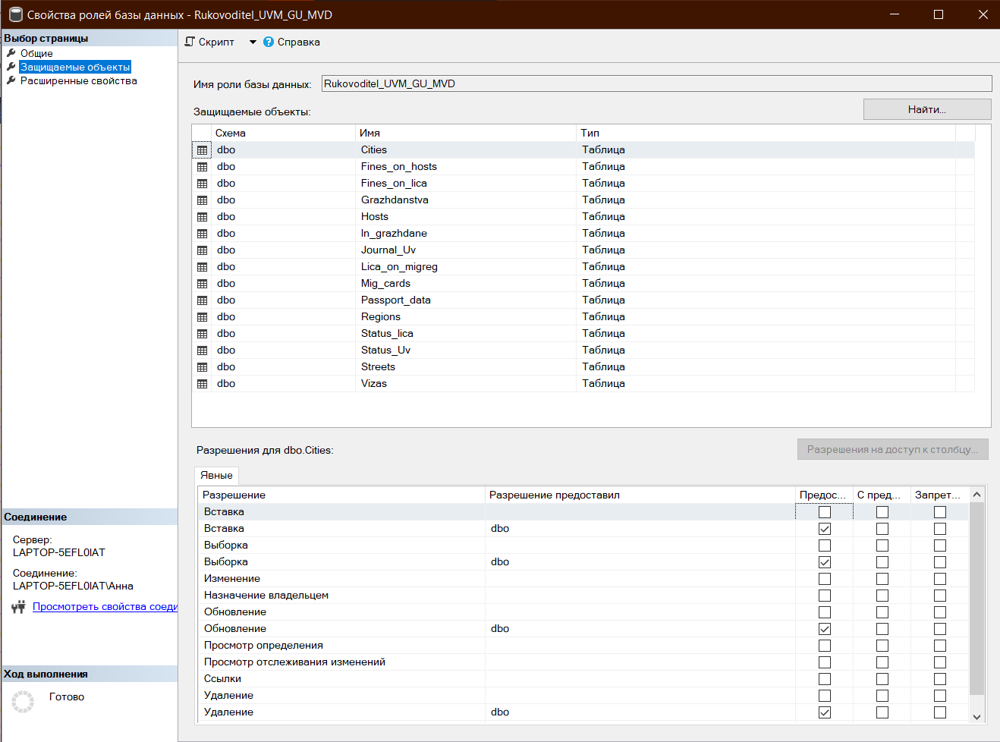 Свойства ролей базы данных - Rukovoditel_UVM_GU_MVD
Выбор страницы
Общие
Защищаемые объекты
Расширенные свойства
Скрипт
Справка
Имя роли базы данных: Rukovoditel_UVM_GU_MVD
Защищаемые объекты:
Найти...
Схема Имя Тип
dbo Cities Таблица
dbo Fines_on_hosts Таблица
dbo Fines_on_lica Таблица
dbo Grazhdanstva Таблица
dbo Hosts Таблица
dbo In_grazhdane Таблица
dbo Journal_Uv Таблица
dbo Lica_on_migreg Таблица
dbo Mig_cards Таблица
dbo Passport_data Таблица
dbo Regions Таблица
dbo Status_lica Таблица
dbo Status_Uv Таблица
dbo Streets Таблица
dbo Vizas Таблица
Разрешения для dbo.Cities:
Разрешения на доступ к столбцу...
Явные
Разрешение Разрешение предоставил Предос... С пред... Запрет...
Вставка
Вставка dbo
Выборка
Выборка dbo
Изменение
Назначение владельцем
Обновление
Обновление dbo
Просмотр определения
Просмотр отслеживания изменений
Ссылки
Удаление
Удаление dbo
Соединение
Сервер:
LAPTOP-5EFL0IAT
Соединение:
LAPTOP-5EFL0IAT\Анна
Просмотреть свойства соеди
Ход выполнения
Готово